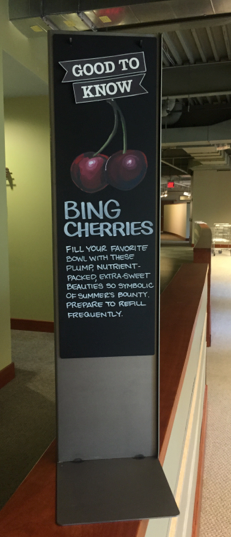 GOOD TO
KNOW
BING
CHERRIES
FILL YOUR FAVORITE
BOWL WITH THESE
PLUMP, NUTRIENT-
PACKED, EXTRA-SWEET
BEAUTIES SO SYMBOLIC
OF SUMMER'S BOUNTY.
PREPARE TO REFILL
FREQUENTLY.